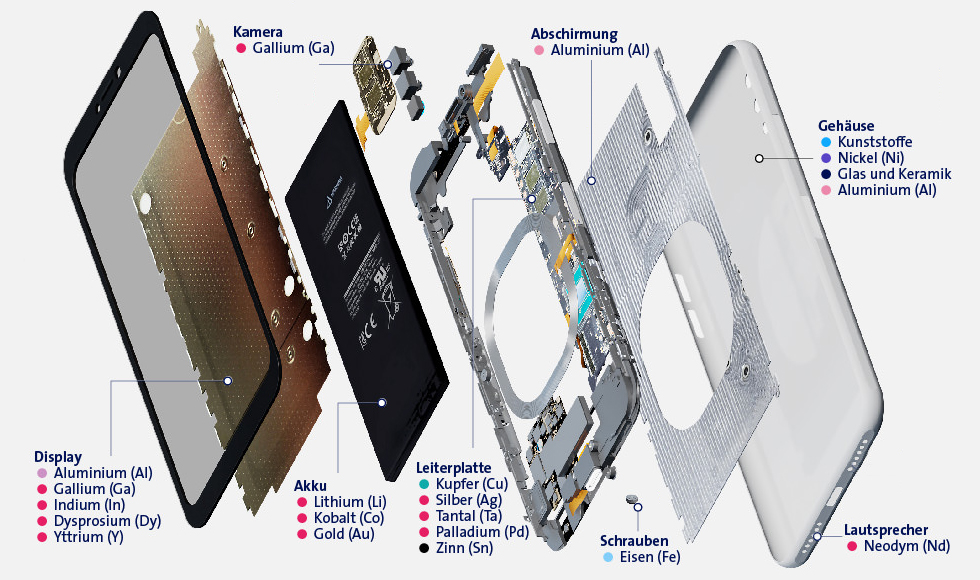 Kamera
Gallium (Ga)
Abschirmung
Aluminium (Al)
Gehäuse
Kunststoffe
Nickel (Ni)
Glas und Keramik
Aluminium (Al)
Display
Aluminium (Al)
Gallium (Ga)
Indium (In)
Dysprosium (Dy)
Yttrium (Y)
Akku
Lithium (Li)
Kobalt (Co)
Gold (Au)
Leiterplatte
Kupfer (Cu)
Silber (Ag)
Tantal (Ta)
Palladium (Pd)
Zinn (Sn)
Schrauben
Eisen (Fe)
Lautsprecher
Neodym (Nd)